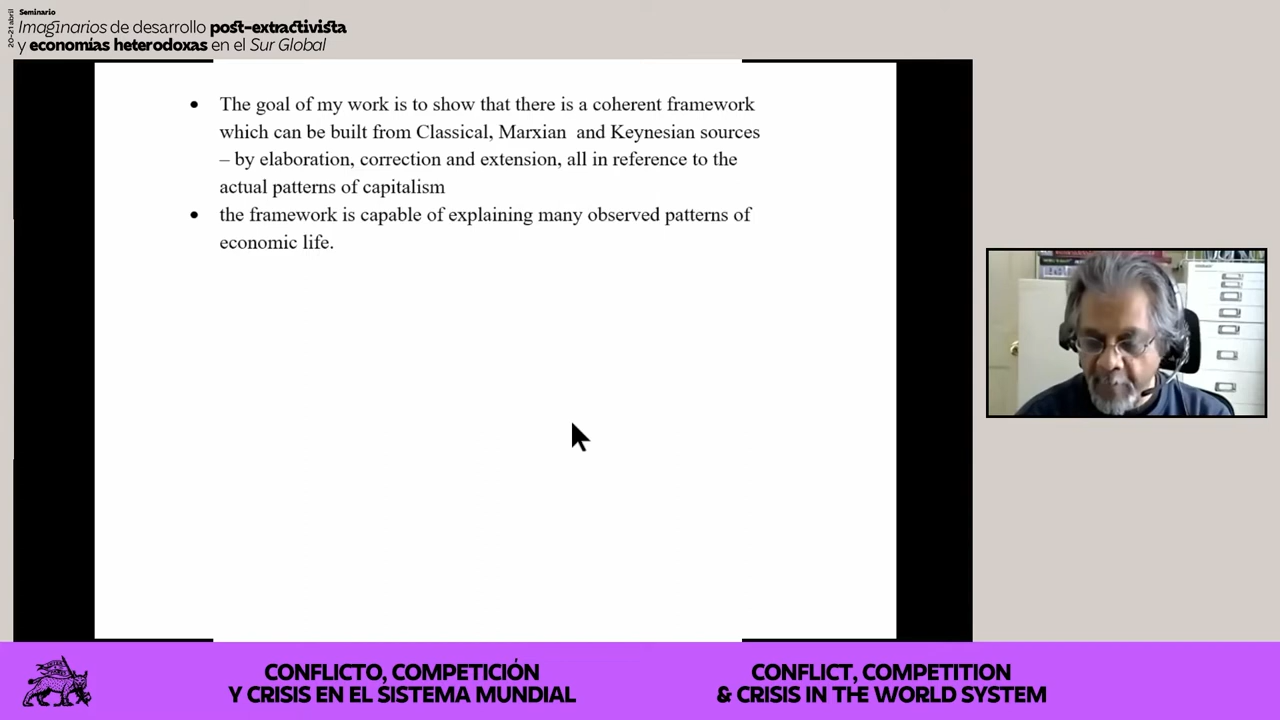 20-21 abril
Seminario
Imaginarios de desarrollo post-extractivista
y economías heterodoxas en el Sur Global
• The goal of my work is to show that there is a coherent framework
which can be built from Classical, Marxian and Keynesian sources
– by elaboration, correction and extension, all in reference to the
actual patterns of capitalism
• the framework is capable of explaining many observed patterns of
economic life.
CONFLICTO, COMPETICIÓN
Y CRISIS EN EL SISTEMA MUNDIAL
CONFLICT, COMPETITION
& CRISIS IN THE WORLD SYSTEM